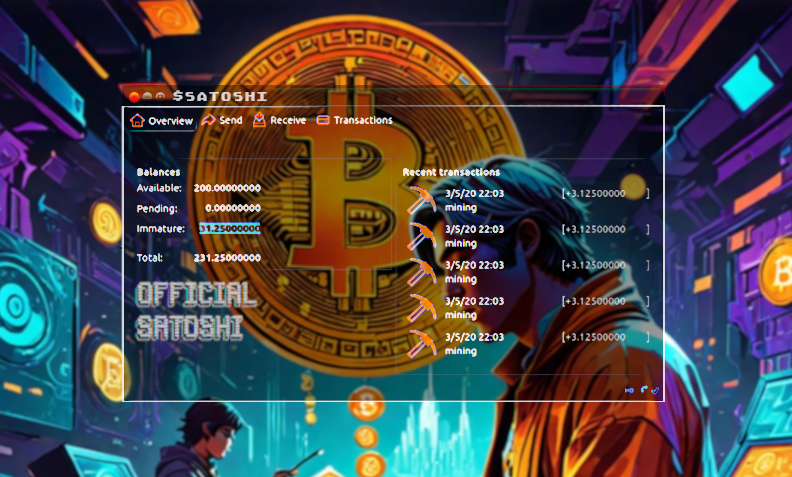 $SATOSHI
Overview Send Receive Transactions
Balances
Available: 200.00000000
Pending: 0.00000000
Immature: 31.25000000
Total: 231.25000000
OFFICIAL
SATOSHI
Recent transactions
3/5/20 22:03 [+3.12500000 ]
mining
3/5/20 22:03 [+3.12500000 ]
mining
3/5/20 22:03 [+3.12500000 ]
mining
3/5/20 22:03 [+3.12500000 ]
mining
3/5/20 22:03 [+3.12500000 ]
mining